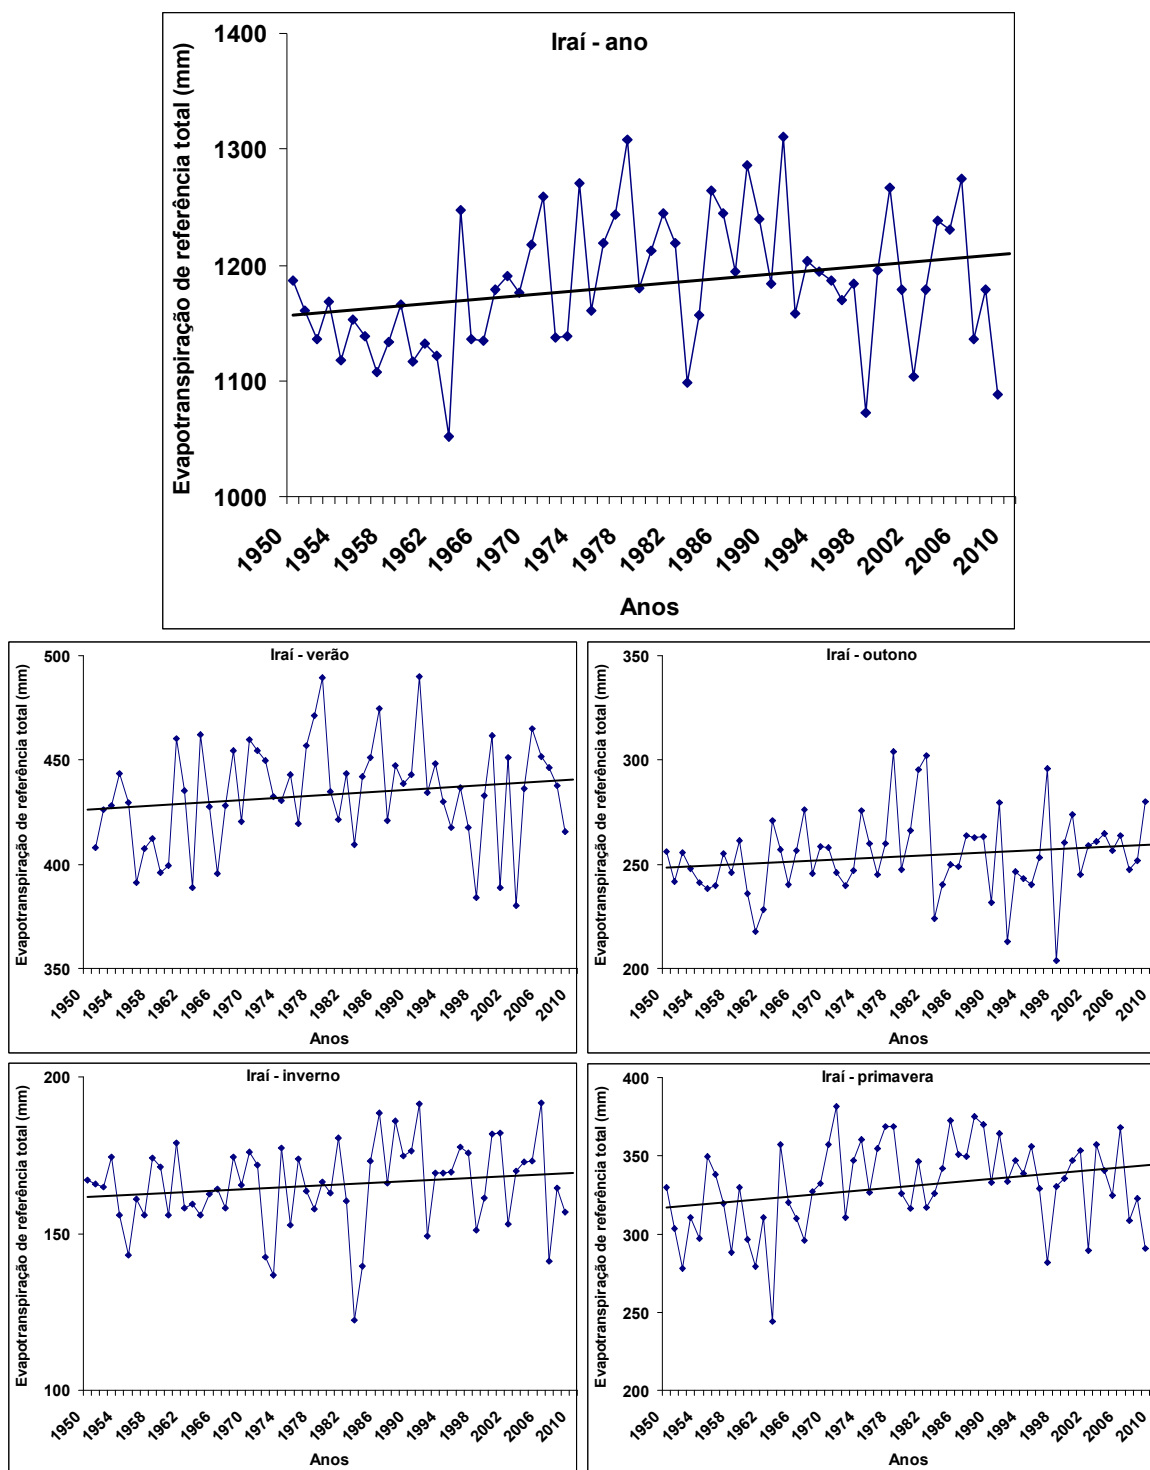 Iraí - ano
Evapotranspiração de referência total (mm)
1400
1300
1200
1100
1000
1950 1954 1958 1962 1966 1970 1974 1978 1982 1986 1990 1994 1998 2002 2006 2010
Anos
Iraí - verão
Evapotranspiração de referência total (mm)
500
450
400
350
1950 1954 1958 1962 1966 1970 1974 1978 1982 1986 1990 1994 1998 2002 2006 2010
Anos
Iraí - outono
Evapotranspiração de referência total (mm)
350
300
250
200
1950 1954 1958 1962 1966 1970 1974 1978 1982 1986 1990 1994 1998 2002 2006 2010
Anos
Iraí - inverno
Evapotranspiração de referência total (mm)
200
150
100
1950 1954 1958 1962 1966 1970 1974 1978 1982 1986 1990 1994 1998 2002 2006 2010
Anos
Iraí - primavera
Evapotranspiração de referência total (mm)
400
350
300
250
200
1950 1954 1958 1962 1966 1970 1974 1978 1982 1986 1990 1994 1998 2002 2006 2010
Anos